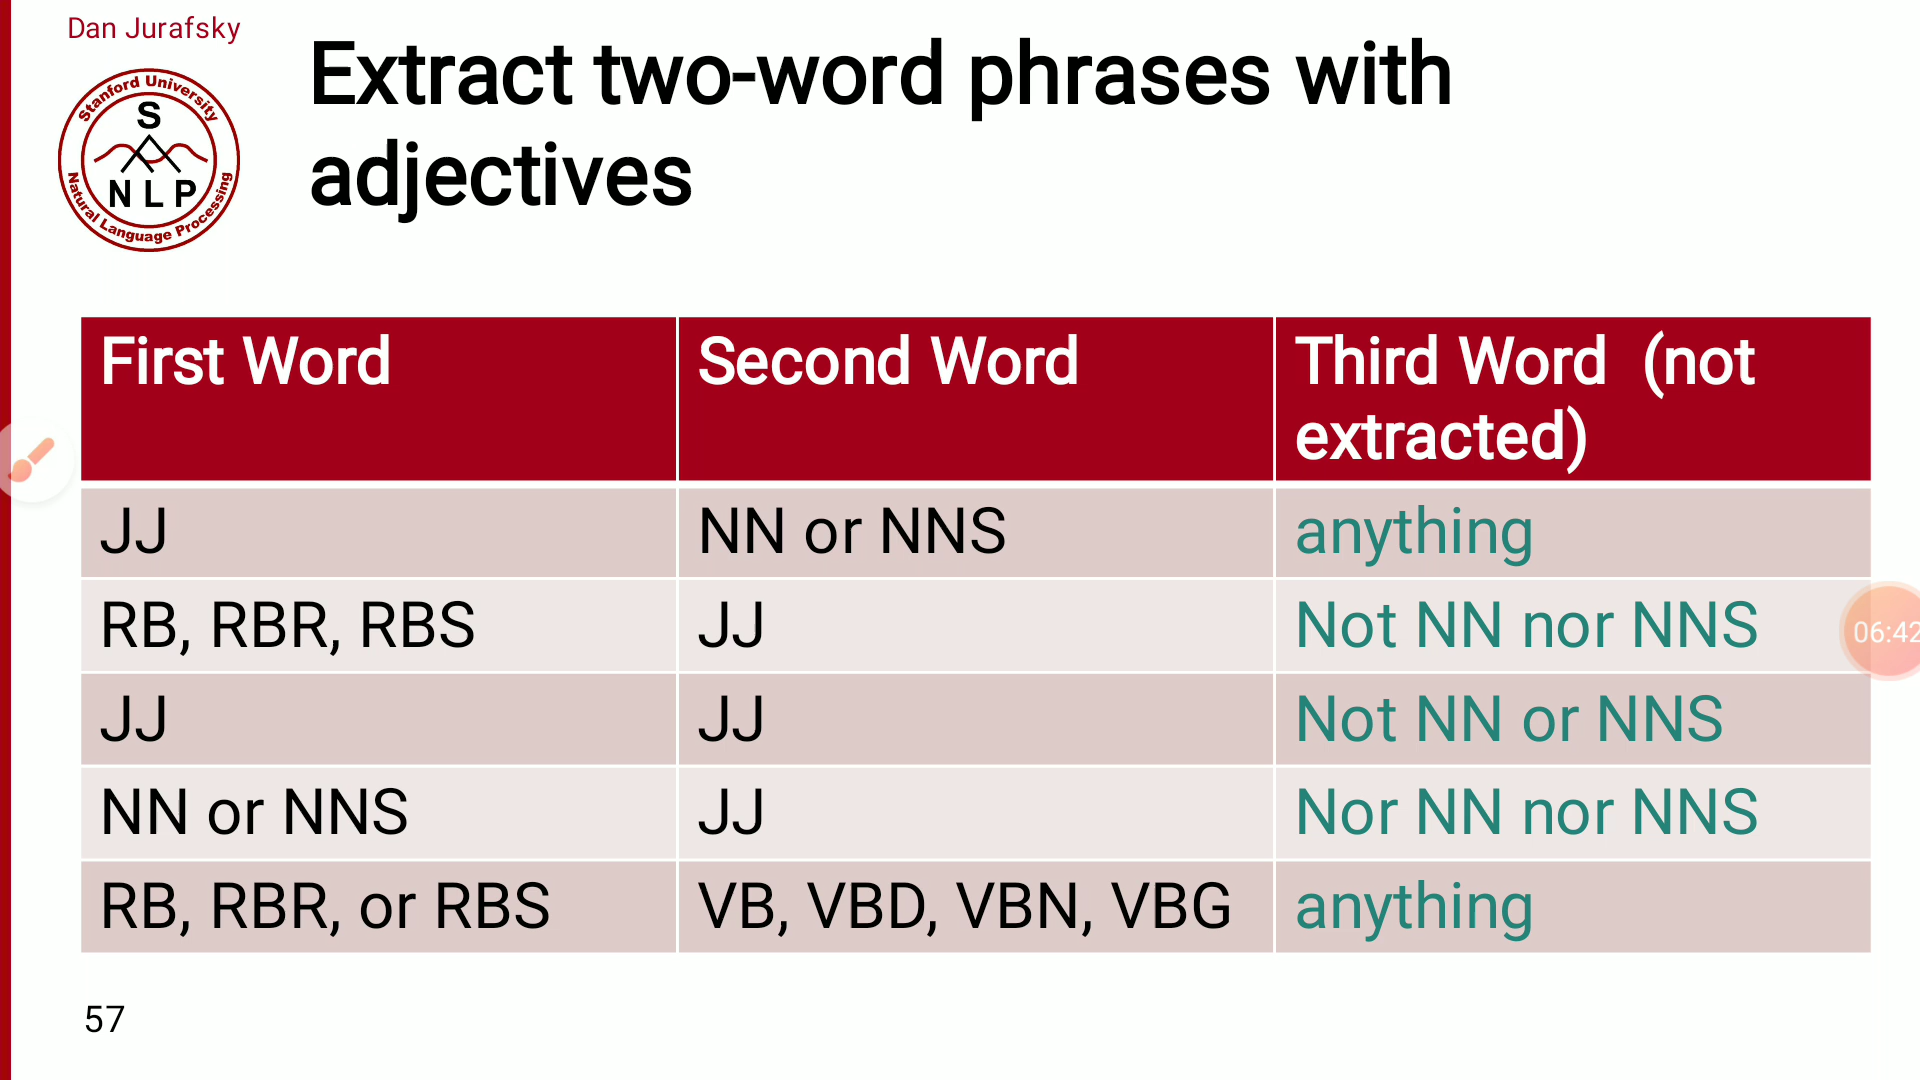 Dan Jurafsky
Stanford University
S
N L P
Natural Language Processing
Extract two-word phrases with
adjectives
First Word
Second Word
Third Word (not
extracted)
JJ
NN or NNS
anything
RB, RBR, RBS
JJ
Not NN nor NNS
JJ
JJ
Not NN or NNS
NN or NNS
JJ
Nor NN nor NNS
RB, RBR, or RBS
VB, VBD, VBN, VBG
anything
06:42
57